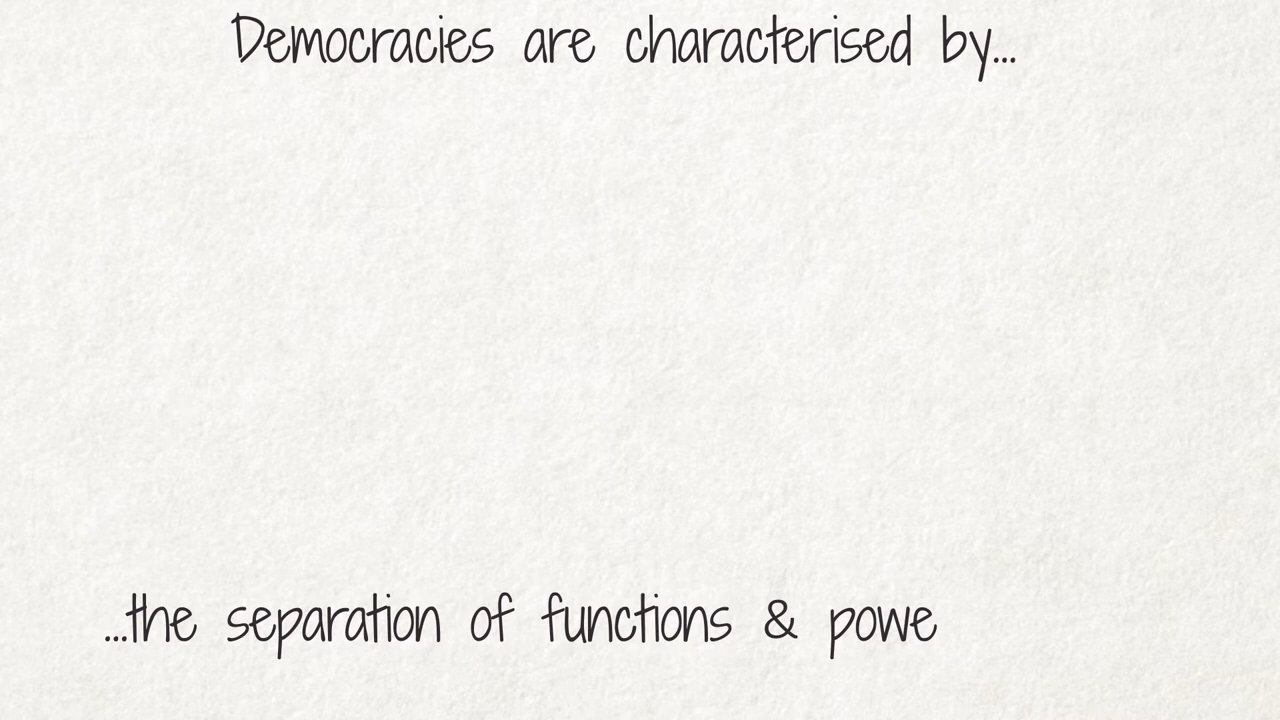 Democracies are characterised by...
...the separation of functions & powe